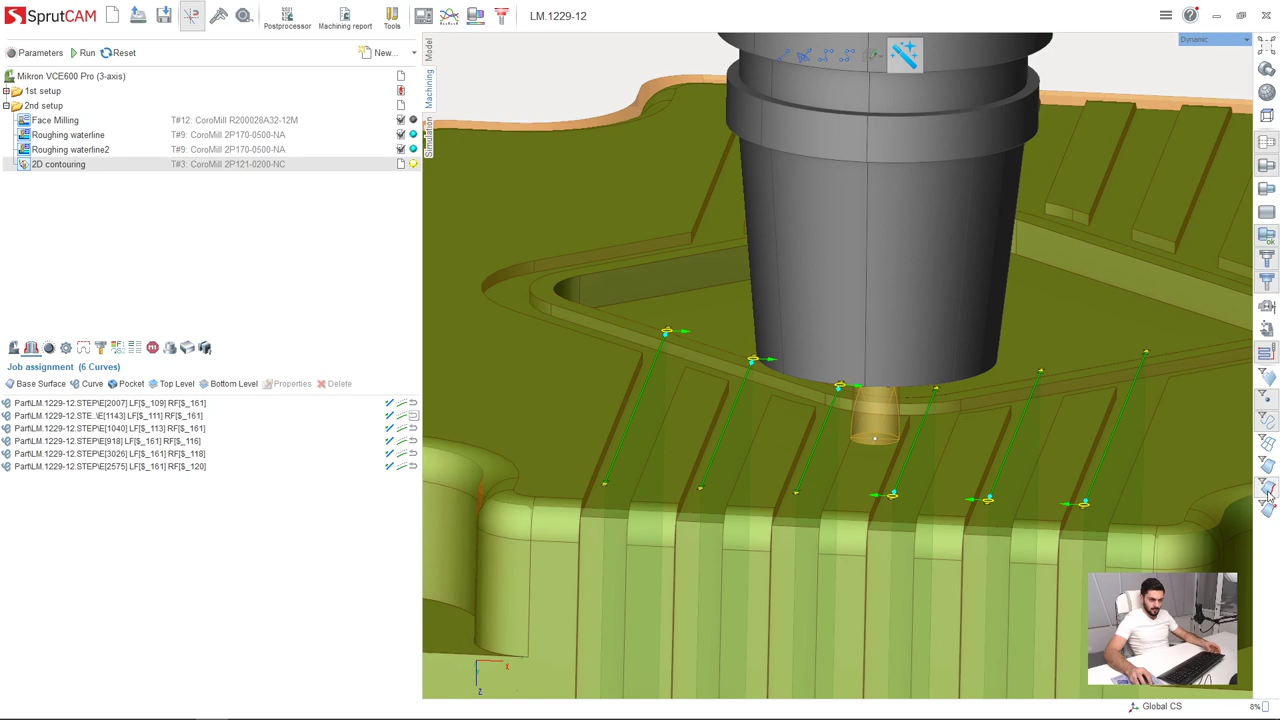 SprutCAM
Postprocessor
Machining report
Tools
LM.1229-12
Parameters
Run
Reset
New...
Dynamic
Mikron VCE600 Pro (3-axis)
1st setup
2nd setup
Face Milling T#12: CoroMill R200028A32-12M
Roughing waterline T#9: CoroMill 2P170-0500-NA
Roughing waterline2 T#9: CoroMill 2P170-0500-NA
2D contouring T#3: CoroMill 2P121-0200-NC
Model
Machining
Simulation
Job assignment (6 Curves)
Base Surface Curve Pocket Top Level Bottom Level Properties Delete
Part\LM.1229-12.STEP\E[2007] LF[$_109] RF[$_161]
Part\LM.1229-12.STE..\E[1143] LF[$_111] RF[$_161]
Part\LM.1229-12.STEP\E[1040] LF[$_113] RF[$_161]
Part\LM.1229-12.STEP\E[918] LF[$_161] RF[$_116]
Part\LM.1229-12.STEP\E[3026] LF[$_161] RF[$_118]
Part\LM.1229-12.STEP\E[2575] LF[$_161] RF[$_120]
X
Z
Global CS
8%